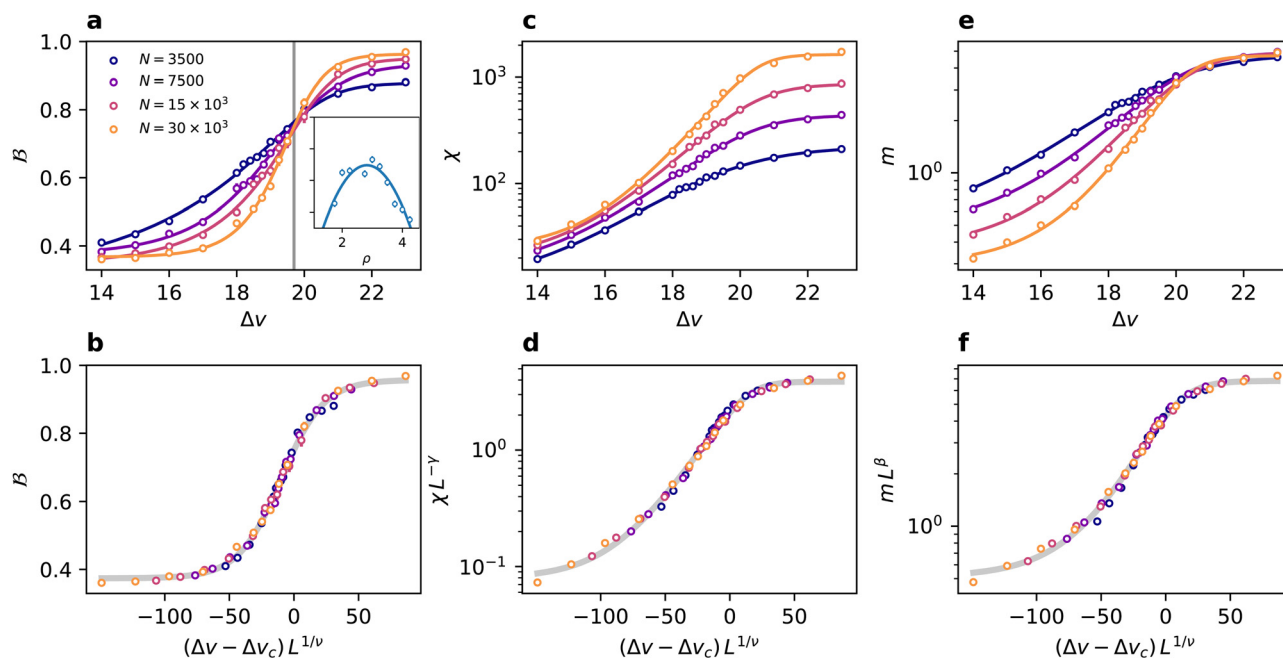 a
c
e
1.0
0.8
0.6
0.4
ℬ
N = 3500
N = 7500
N = 15 × 10³
N = 30 × 10³
2
4
ρ
14
16
18
20
22
Δv
10³
10²
χ
14
16
18
20
22
Δv
10⁰
m
14
16
18
20
22
Δv
b
d
f
1.0
0.8
0.6
0.4
ℬ
−100
−50
0
50
(Δv − Δv_c) L^{1/ν}
10⁰
10⁻¹
χ L^{−γ}
−100
−50
0
50
(Δv − Δv_c) L^{1/ν}
10⁰
m L^β
−100
−50
0
50
(Δv − Δv_c) L^{1/ν}